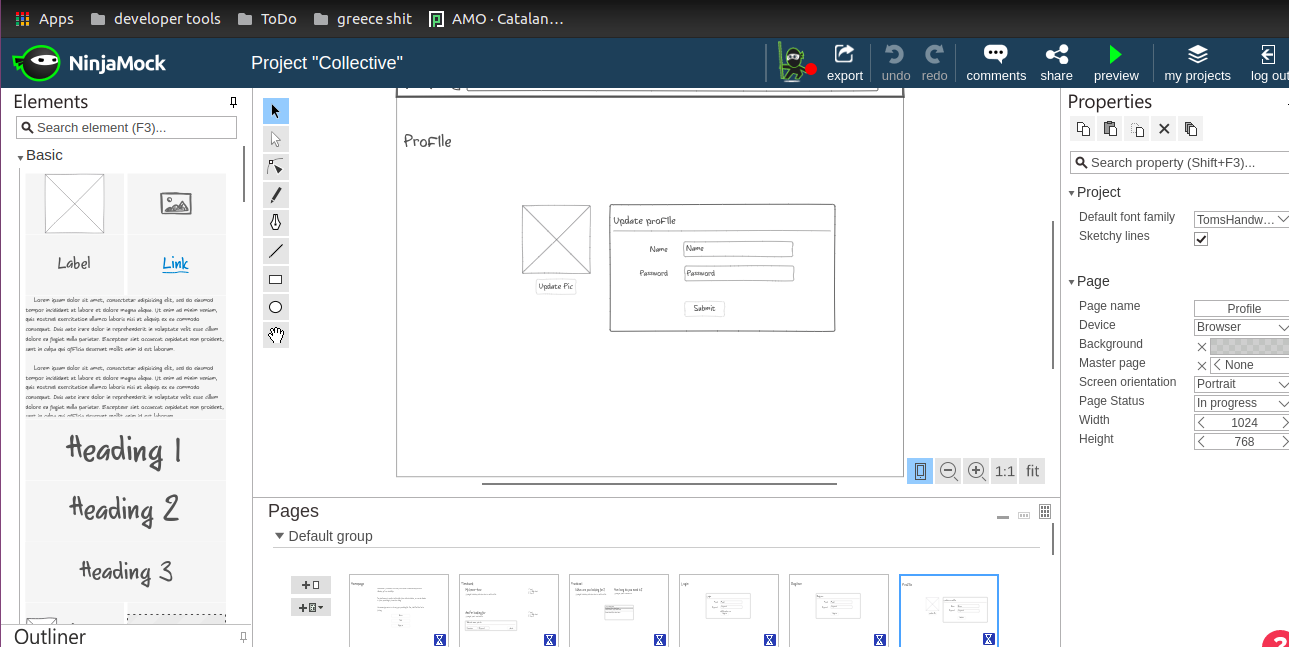 Apps developer tools ToDo greece shit AMO · Catalan…
NinjaMock Project "Collective" export undo redo comments share preview my projects log out
Elements
Search element (F3)...
Basic
Label Link
Lorem ipsum dolor sit amet, consectetur adipisicing elit, sed do eiusmod
tempor incididunt ut labore et dolore magna aliqua. Ut enim ad minim veniam,
quis nostrud exercitation ullamco laboris nisi ut aliquip ex ea commodo
consequat. Duis aute irure dolor in reprehenderit in voluptate velit esse cillum
dolore eu fugiat nulla pariatur. Excepteur sint occaecat cupidatat non proident,
sunt in culpa qui officia deserunt mollit anim id est laborum.
Lorem ipsum dolor sit amet, consectetur adipisicing elit, sed do eiusmod
tempor incididunt ut labore et dolore magna aliqua. Ut enim ad minim veniam,
quis nostrud exercitation ullamco laboris nisi ut aliquip ex ea commodo
consequat. Duis aute irure dolor in reprehenderit in voluptate velit esse cillum
dolore eu fugiat nulla pariatur. Excepteur sint occaecat cupidatat non proident,
sunt in culpa qui officia deserunt mollit anim id est laborum.
Heading 1
Heading 2
Heading 3
Outliner
Profile
Update Pic
Update profile
Name Name
Password Password
Submit
1:1 fit
Pages
Default group
Homepage
Login
Register
Profile
Properties
Search property (Shift+F3)...
Project
Default font family TomsHandw…
Sketchy lines
Page
Page name Profile
Device Browser
Background
Master page None
Screen orientation Portrait
Page Status In progress
Width 1024
Height 768